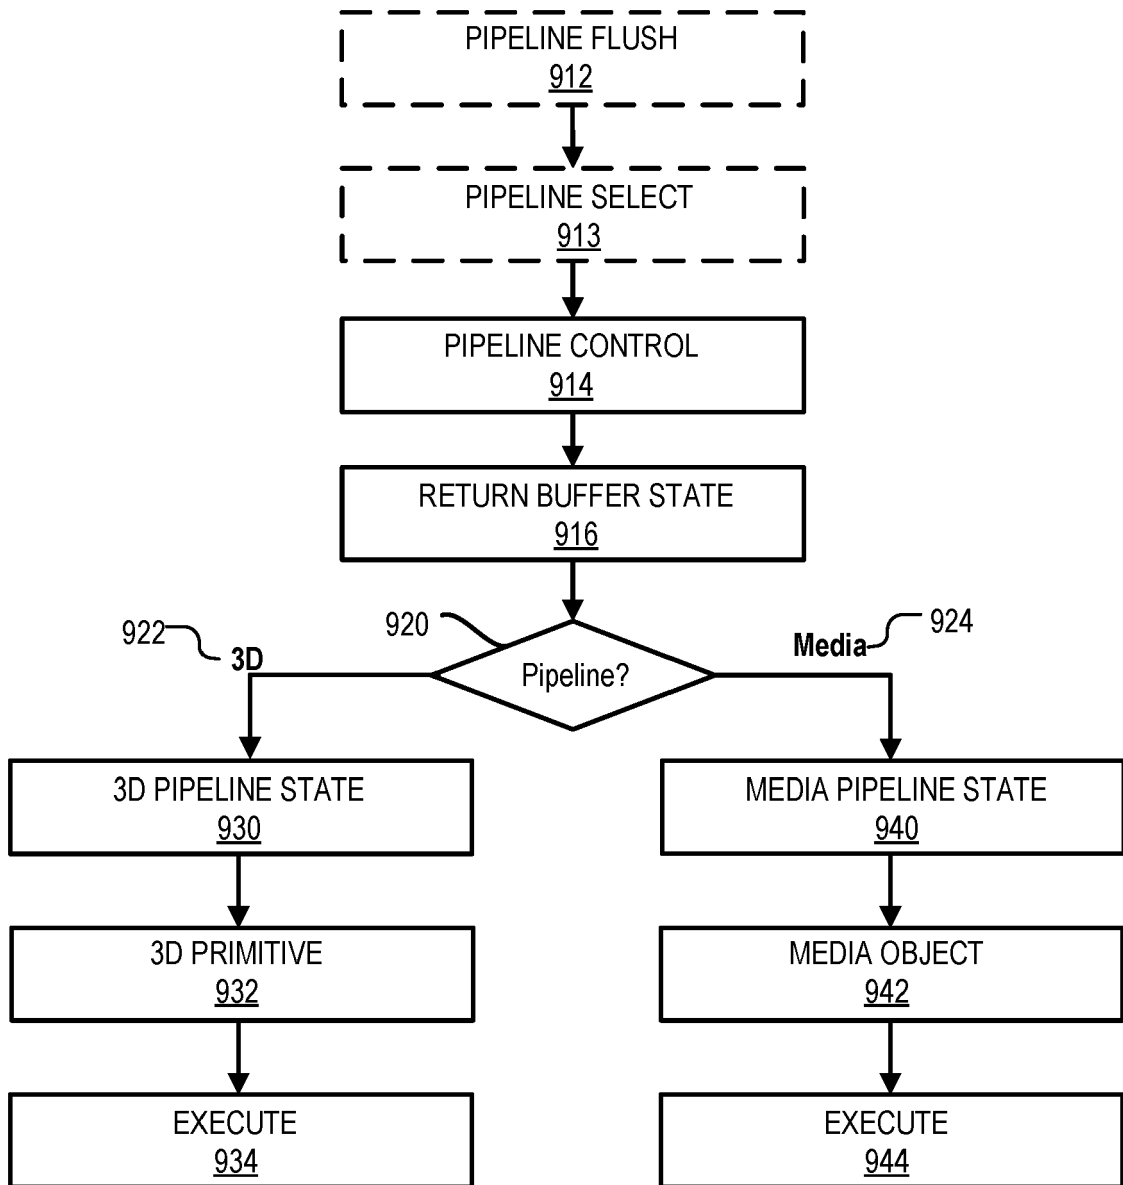 PIPELINE FLUSH
912
PIPELINE SELECT
913
PIPELINE CONTROL
914
RETURN BUFFER STATE
916
922
3D
920
Pipeline?
Media
924
3D PIPELINE STATE
930
MEDIA PIPELINE STATE
940
3D PRIMITIVE
932
MEDIA OBJECT
942
EXECUTE
934
EXECUTE
944